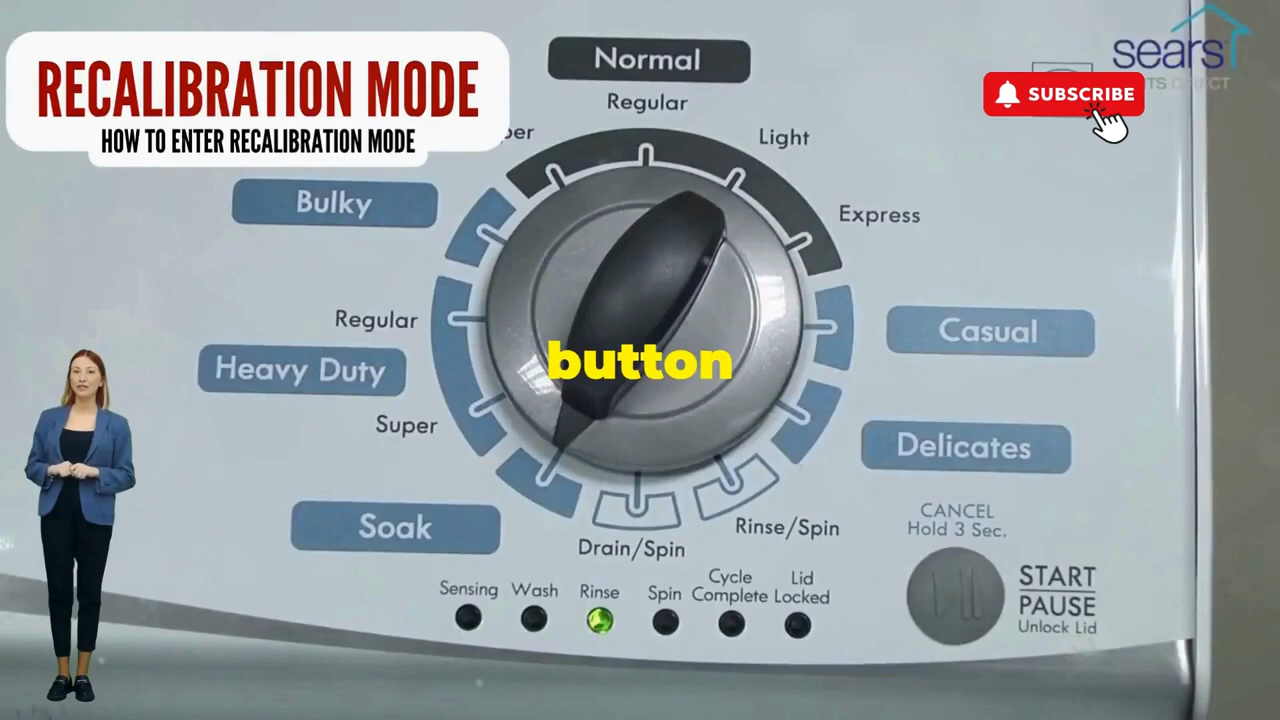 RECALIBRATION MODE
HOW TO ENTER RECALIBRATION MODE
sears
DIRECT
SUBSCRIBE
Normal
Regular
Light
Express
Bulky
Regular
Heavy Duty
Super
Casual
Delicates
button
Soak
Drain/Spin
Rinse/Spin
CANCEL
Hold 3 Sec.
START
PAUSE
Unlock Lid
Sensing
Wash
Rinse
Spin
Cycle
Complete
Lid
Locked